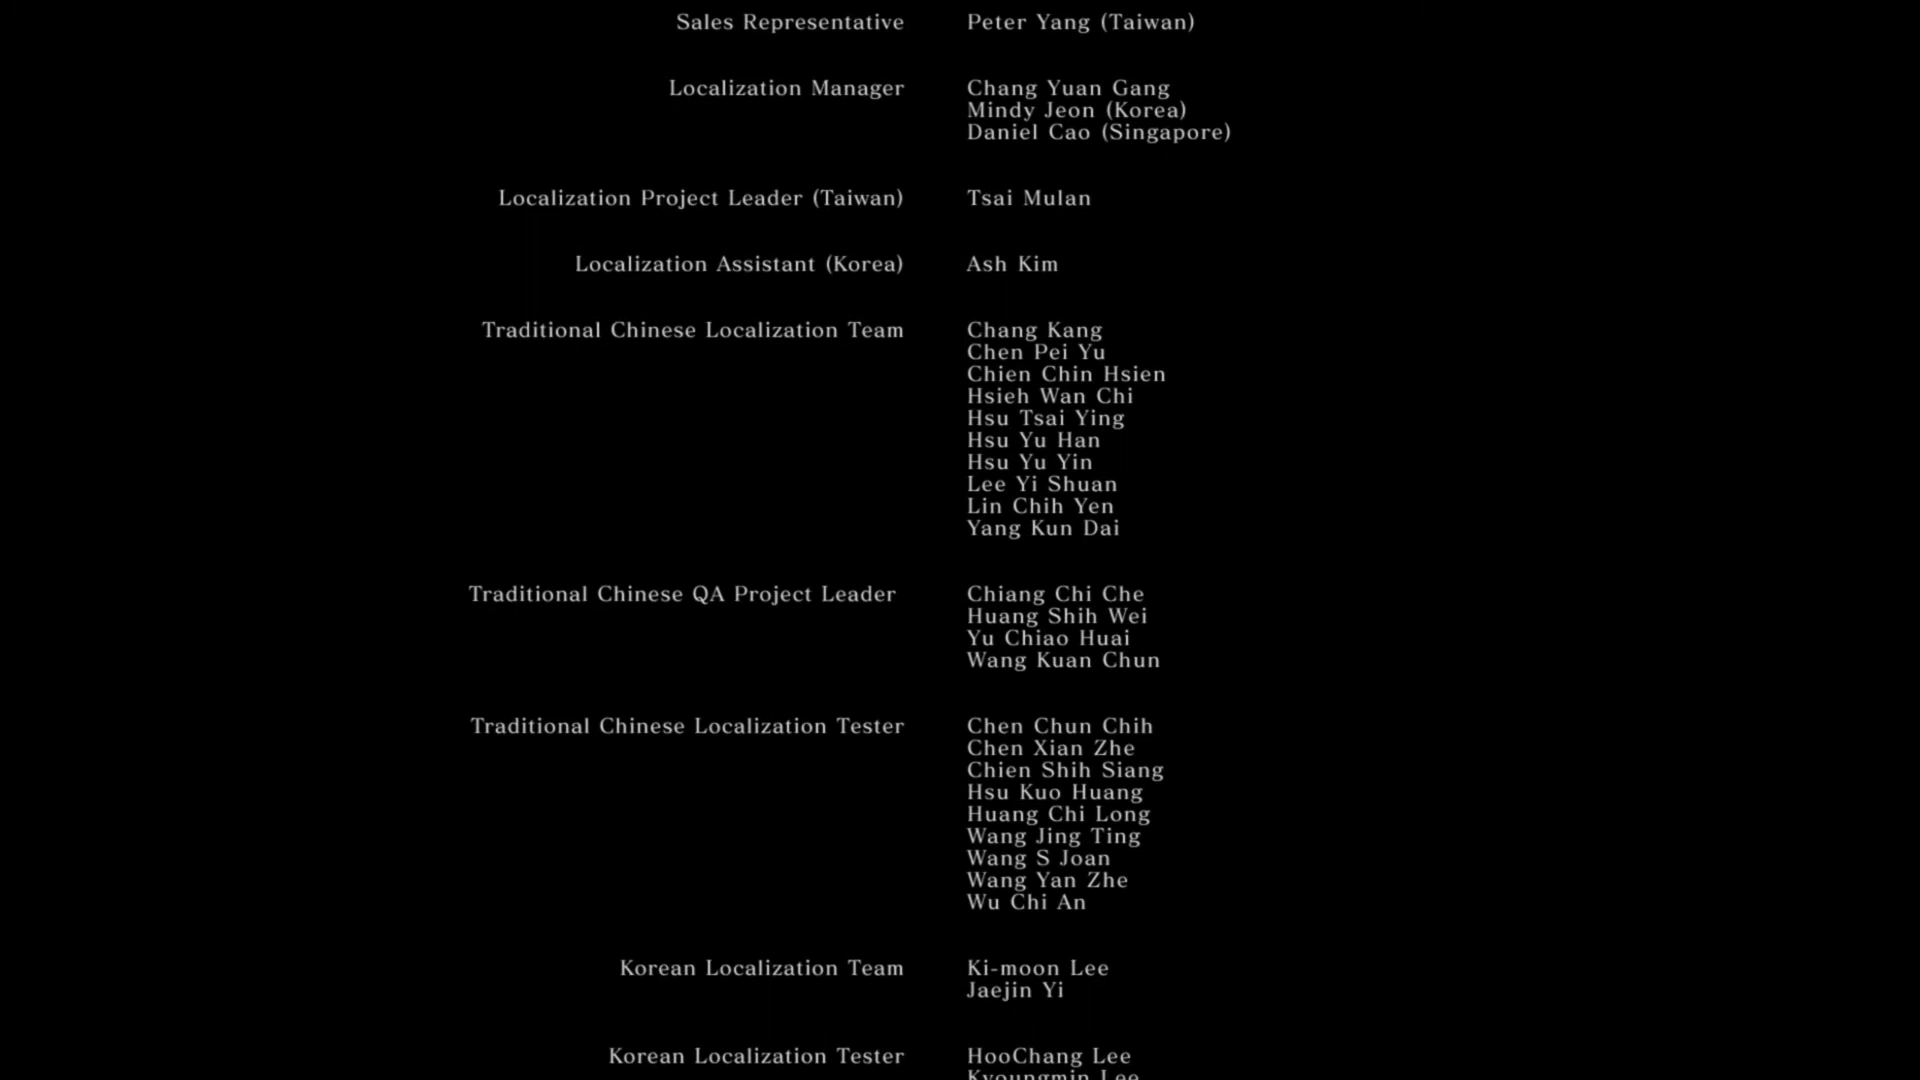 Sales Representative Peter Yang (Taiwan)
Localization Manager Chang Yuan Gang
Mindy Jeon (Korea)
Daniel Cao (Singapore)
Localization Project Leader (Taiwan) Tsai Mulan
Localization Assistant (Korea) Ash Kim
Traditional Chinese Localization Team Chang Kang
Chen Pei Yu
Chien Chin Hsien
Hsieh Wan Chi
Hsu Tsai Ying
Hsu Yu Han
Hsu Yu Yin
Lee Yi Shuan
Lin Chih Yen
Yang Kun Dai
Traditional Chinese QA Project Leader Chiang Chi Che
Huang Shih Wei
Yu Chiao Huai
Wang Kuan Chun
Traditional Chinese Localization Tester Chen Chun Chih
Chen Xian Zhe
Chien Shih Siang
Hsu Kuo Huang
Huang Chi Long
Wang Jing Ting
Wang S Joan
Wang Yan Zhe
Wu Chi An
Korean Localization Team Ki-moon Lee
Jaejin Yi
Korean Localization Tester HooChang Lee
Kyoungmin Lee